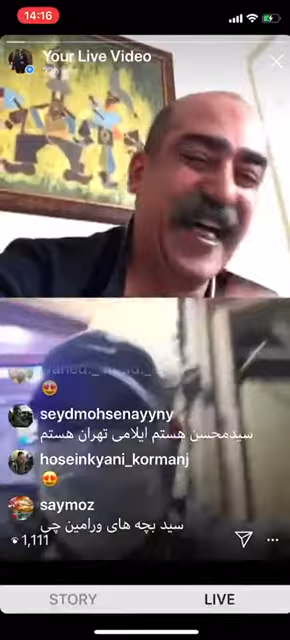 14:16
Your Live Video
seydmohsenayyny
سیدمحسن هستم ایلامی تهران هستم
hoseinkyani_kormanj
saymoz
سید بچه های ورامین چی
1,111
STORY
LIVE